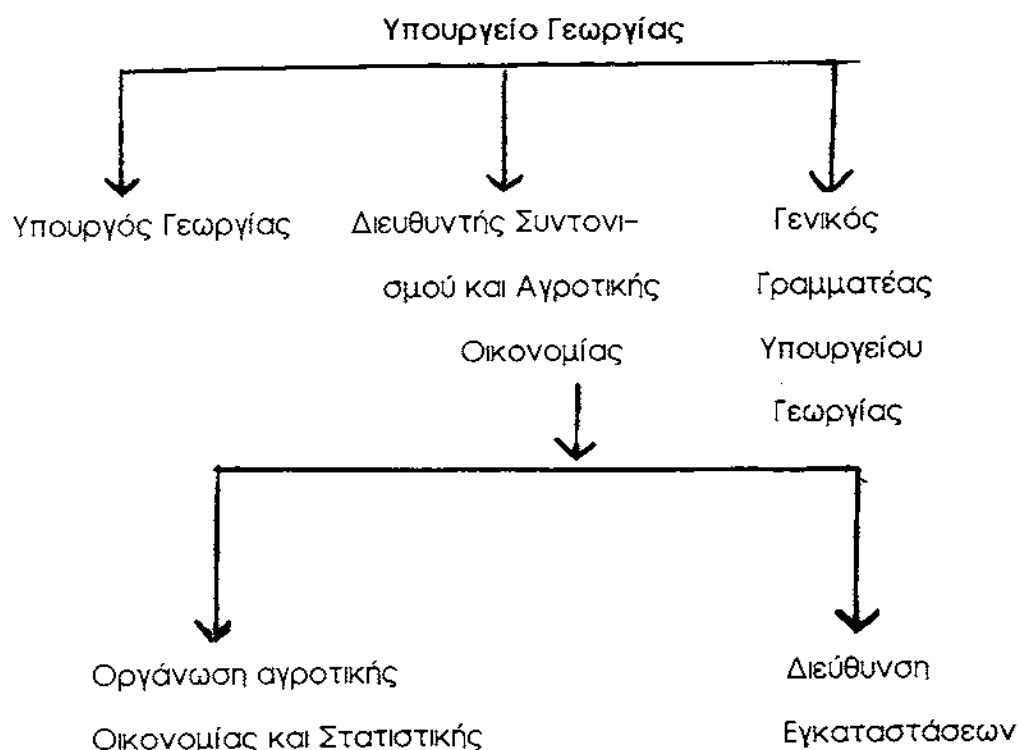 Υπουργείο Γεωργίας
Υπουργός Γεωργίας
Διευθυντής Συντονι-
σμού και Αγροτικής
Οικονομίας
Γενικός
Γραμματέας
Υπουργείου
Γεωργίας
Οργάνωση αγροτικής
Οικονομίας και Στατιστικής
Διεύθυνση
Εγκαταστάσεων